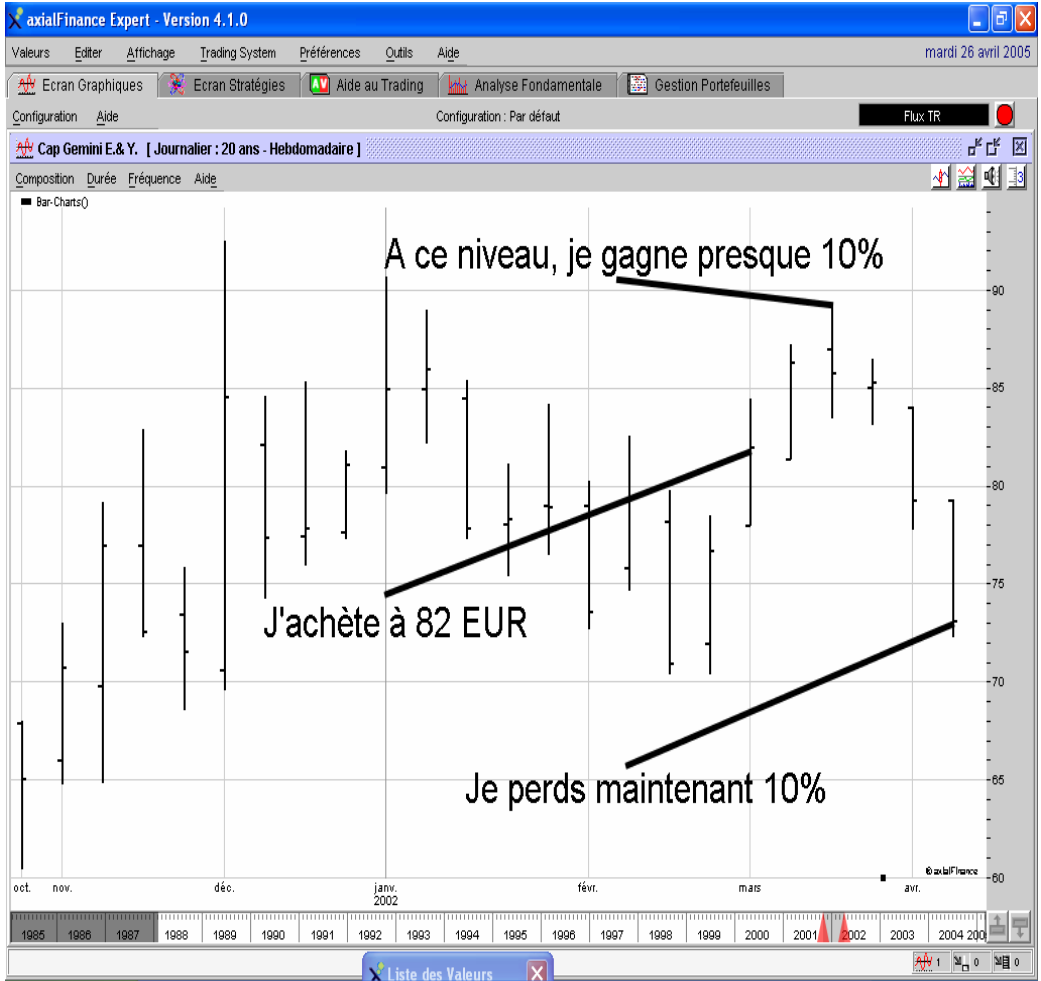 axialFinance Expert - Version 4.1.0
Valeurs Editer Affichage Trading System Préférences Outils Aide mardi 26 avril 2005
Ecran Graphiques Ecran Stratégies Aide au Trading Analyse Fondamentale Gestion Portefeuilles
Configuration Aide Configuration : Par défaut Flux TR
Cap Gemini E.& Y. [ Journalier : 20 ans - Hebdomadaire ]
Composition Durée Fréquence Aide
Bar-Charts()
A ce niveau, je gagne presque 10%
90
85
80
75
J'achète à 82 EUR
70
65
Je perds maintenant 10%
© axialFinance
60
oct. nov. déc. janv. févr. mars avr.
2002
1985 1986 1987 1988 1989 1990 1991 1992 1993 1994 1995 1996 1997 1998 1999 2000 2001 2002 2003 2004 200
1 0 0
Liste des Valeurs